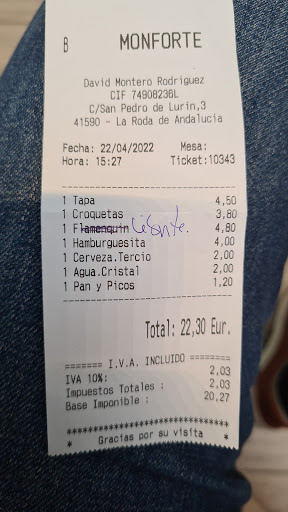 B MONFORTE
David Montero Rodriguez
CIF 74908236L
C/San Pedro de Lurin,3
41590 - La Roda de Andalucia
Fecha: 22/04/2022 Mesa:
Hora: 15:27 Ticket:10343
1 Tapa 4,50
1 Croquetas 3,80
1 Flamenquin 4,80
1 Hamburguesita 4,00
1 Cerveza.Tercio 2,00
1 Agua.Cristal 2,00
1 Pan y Picos 1,20
Total: 22,30 Eur.
======= I.V.A. INCLUIDO =======
IVA 10%: 2,03
Impuestos Totales : 2,03
Base Imponible : 20,27
* Gracias por su visita *